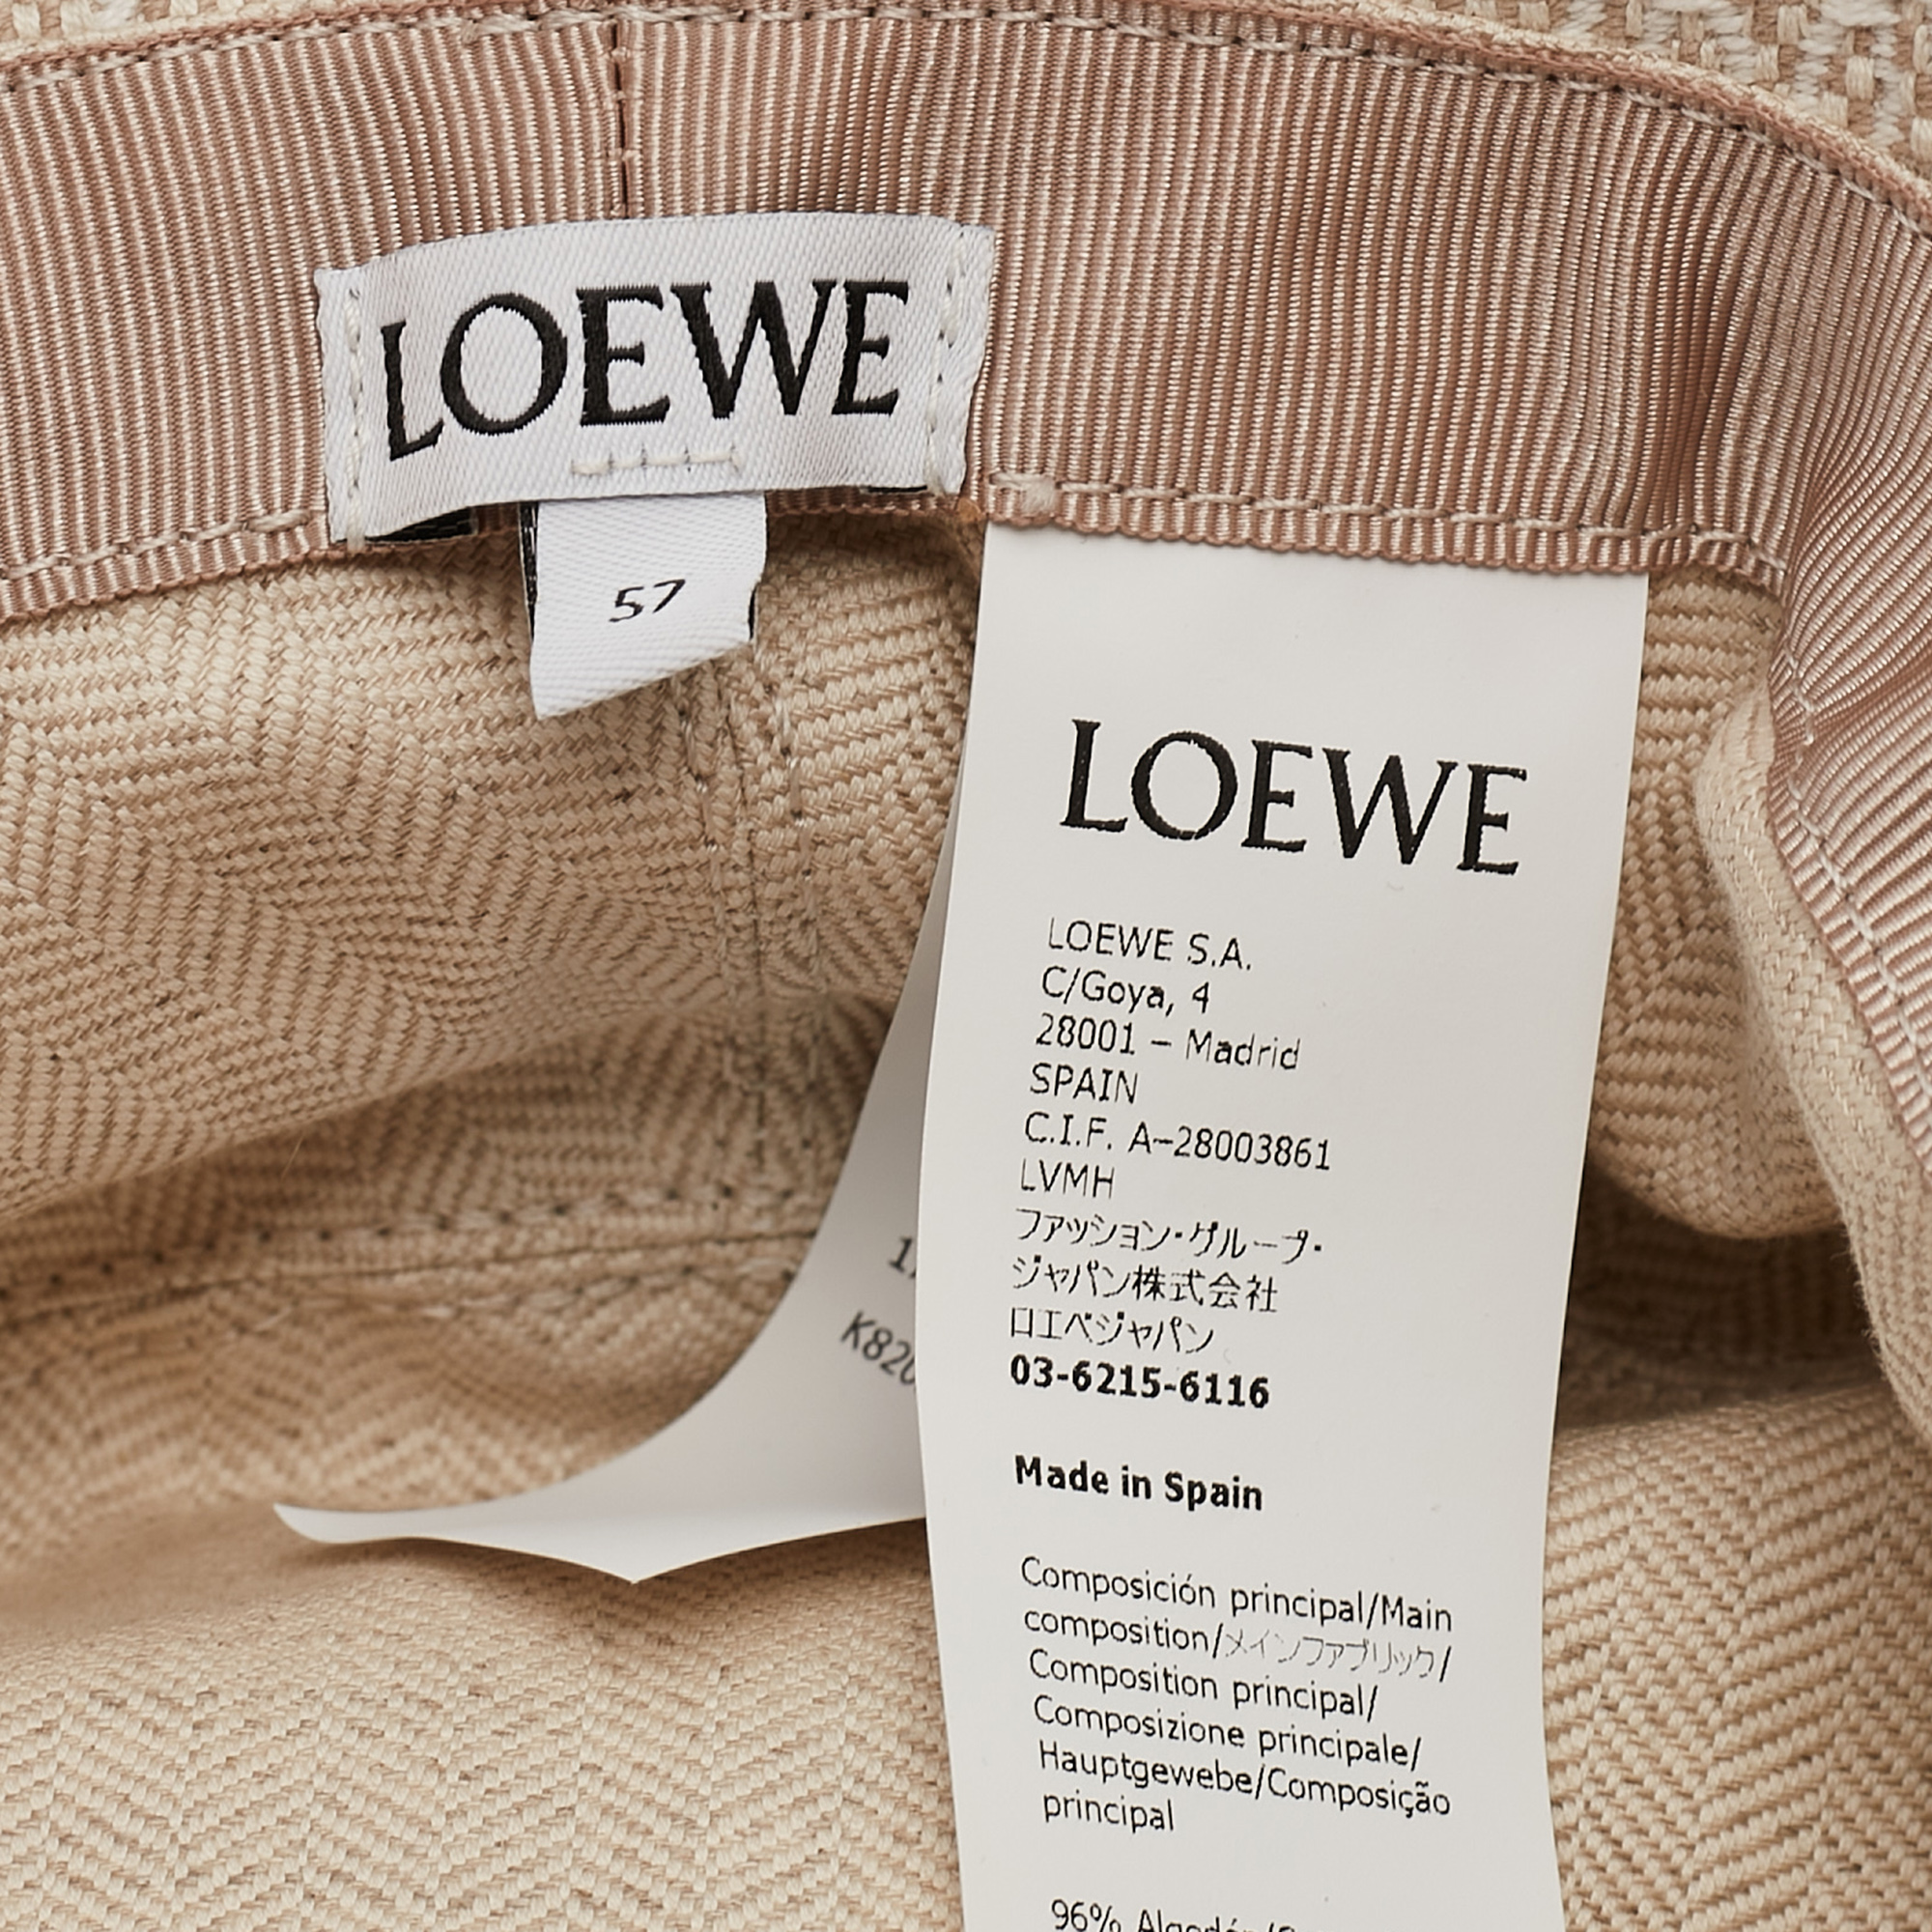 LOEWE
57
LOEWE
LOEWE S.A.
C/Goya, 4
28001 – Madrid
SPAIN
C.I.F. A–28003861
LVMH
ファッション・グループ・
ジャパン株式会社
ロエベジャパン
03-6215-6116
Made in Spain
Composición principal/Main
composition/メインファブリック/
Composition principal/
Composizione principale/
Hauptgewebe/Composição
principal
96%
K820